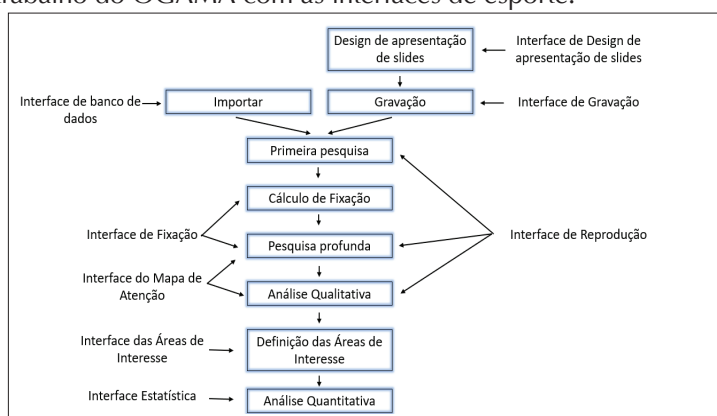 trabalho do OGAMA com as interfaces de esporte.
Design de apresentação
de slides
Interface de Design de
apresentação de slides
Interface de banco de
dados
Importar
Gravação
Interface de Gravação
Primeira pesquisa
Cálculo de Fixação
Interface de Fixação
Pesquisa profunda
Interface de Reprodução
Interface do Mapa de
Atenção
Análise Qualitativa
Interface das Áreas de
Interesse
Definição das Áreas de
Interesse
Interface Estatística
Análise Quantitativa